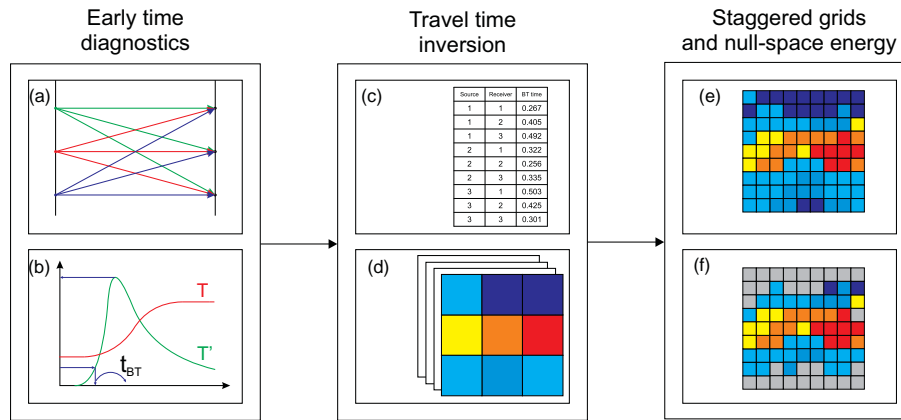 Early time
diagnostics
Travel time
inversion
Staggered grids
and null-space energy
(a)
(b)
T
T'
tBT
(c)
Source Receiver BT time
1 1 0.267
1 2 0.405
1 3 0.492
2 1 0.322
2 2 0.256
2 3 0.335
3 1 0.503
3 2 0.425
3 3 0.301
(d)
(e)
(f)